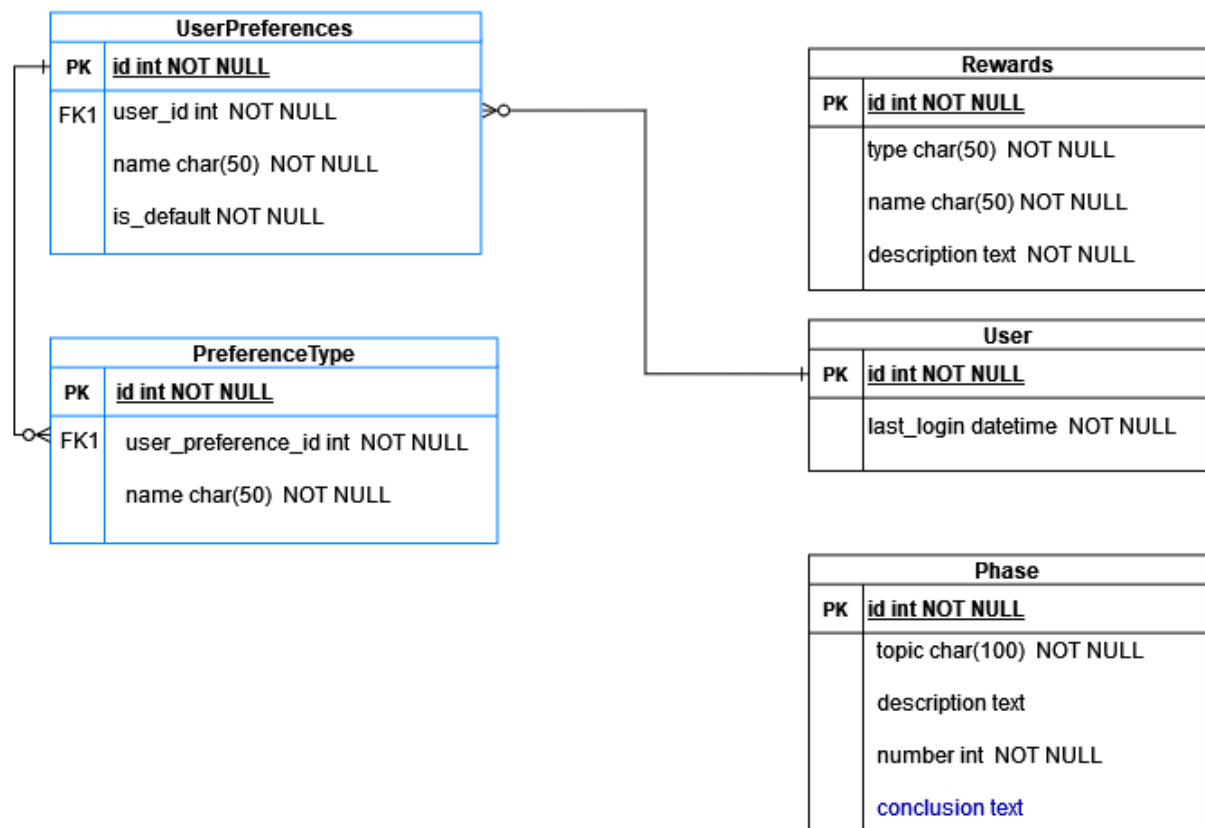 UserPreferences
PK id int NOT NULL
FK1 user_id int NOT NULL
name char(50) NOT NULL
is_default NOT NULL
PreferenceType
PK id int NOT NULL
FK1 user_preference_id int NOT NULL
name char(50) NOT NULL
Rewards
PK id int NOT NULL
type char(50) NOT NULL
name char(50) NOT NULL
description text NOT NULL
User
PK id int NOT NULL
last_login datetime NOT NULL
Phase
PK id int NOT NULL
topic char(100) NOT NULL
description text
number int NOT NULL
conclusion text